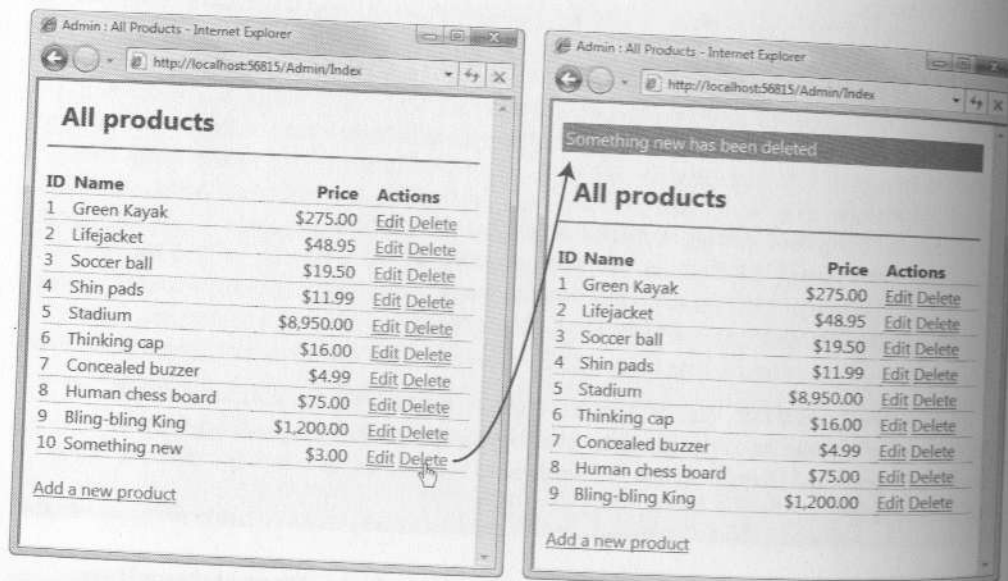 Admin : All Products - Internet Explorer
http://localhost:56815/Admin/Index
All products
ID Name Price Actions
1 Green Kayak $275.00 Edit Delete
2 Lifejacket $48.95 Edit Delete
3 Soccer ball $19.50 Edit Delete
4 Shin pads $11.99 Edit Delete
5 Stadium $8,950.00 Edit Delete
6 Thinking cap $16.00 Edit Delete
7 Concealed buzzer $4.99 Edit Delete
8 Human chess board $75.00 Edit Delete
9 Bling-bling King $1,200.00 Edit Delete
10 Something new $3.00 Edit Delete
Add a new product
Admin : All Products - Internet Explorer
http://localhost:56815/Admin/Index
Something new has been deleted
All products
ID Name Price Actions
1 Green Kayak $275.00 Edit Delete
2 Lifejacket $48.95 Edit Delete
3 Soccer ball $19.50 Edit Delete
4 Shin pads $11.99 Edit Delete
5 Stadium $8,950.00 Edit Delete
6 Thinking cap $16.00 Edit Delete
7 Concealed buzzer $4.99 Edit Delete
8 Human chess board $75.00 Edit Delete
9 Bling-bling King $1,200.00 Edit Delete
Add a new product